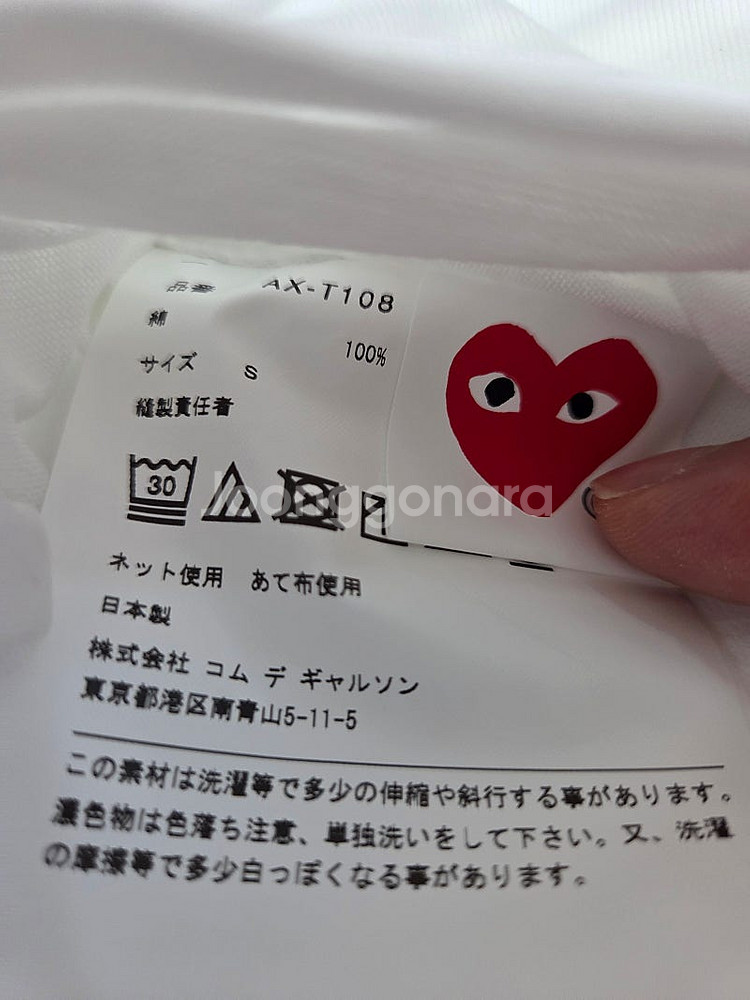 品番 AX-T108
綿 100%
サイズ S
縫製責任者
30
Joonggonara
ネット使用 あて布使用
日本製
株式会社 コム デ ギャルソン
東京都港区南青山5-11-5
この素材は洗濯等で多少の伸縮や斜行する事があります。
濃色物は色落ち注意、単独洗いをして下さい。又、洗濯
の摩擦等で多少白っぽくなる事があります。